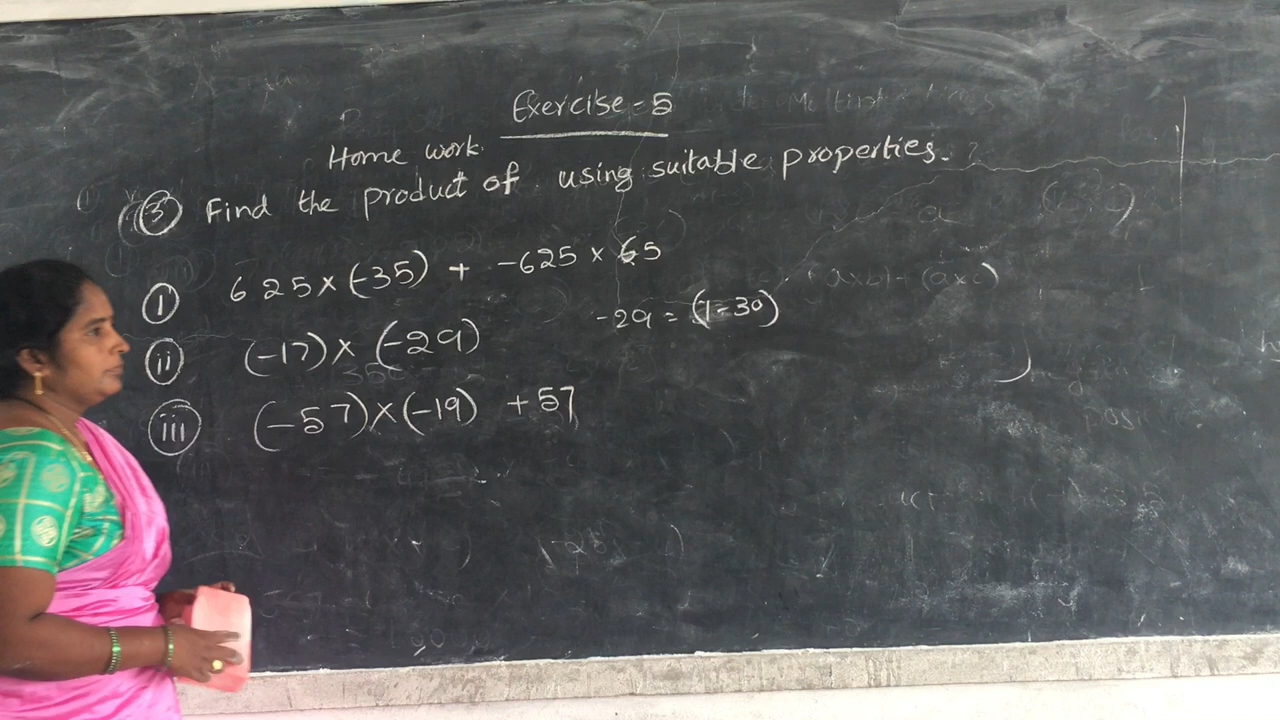 Exercise - 5
Home work.
③ Find the product of using suitable properties.
ⓘ 625×(-35) + -625 × 65
ⓘⓘ (-17)× (-29) -29 = (1-30)
ⓘⓘⓘ (-57)×(-19) +57
(a×b)+(a×c)